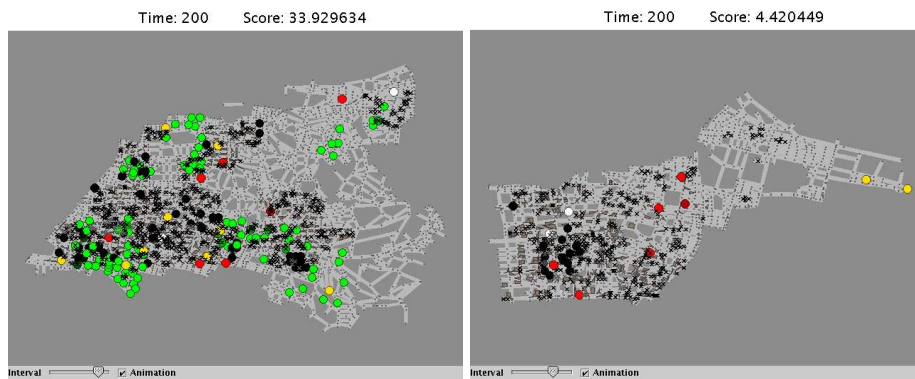 Time: 200 Score: 33.929634
Time: 200 Score: 4.420449
Interval Animation
Interval Animation